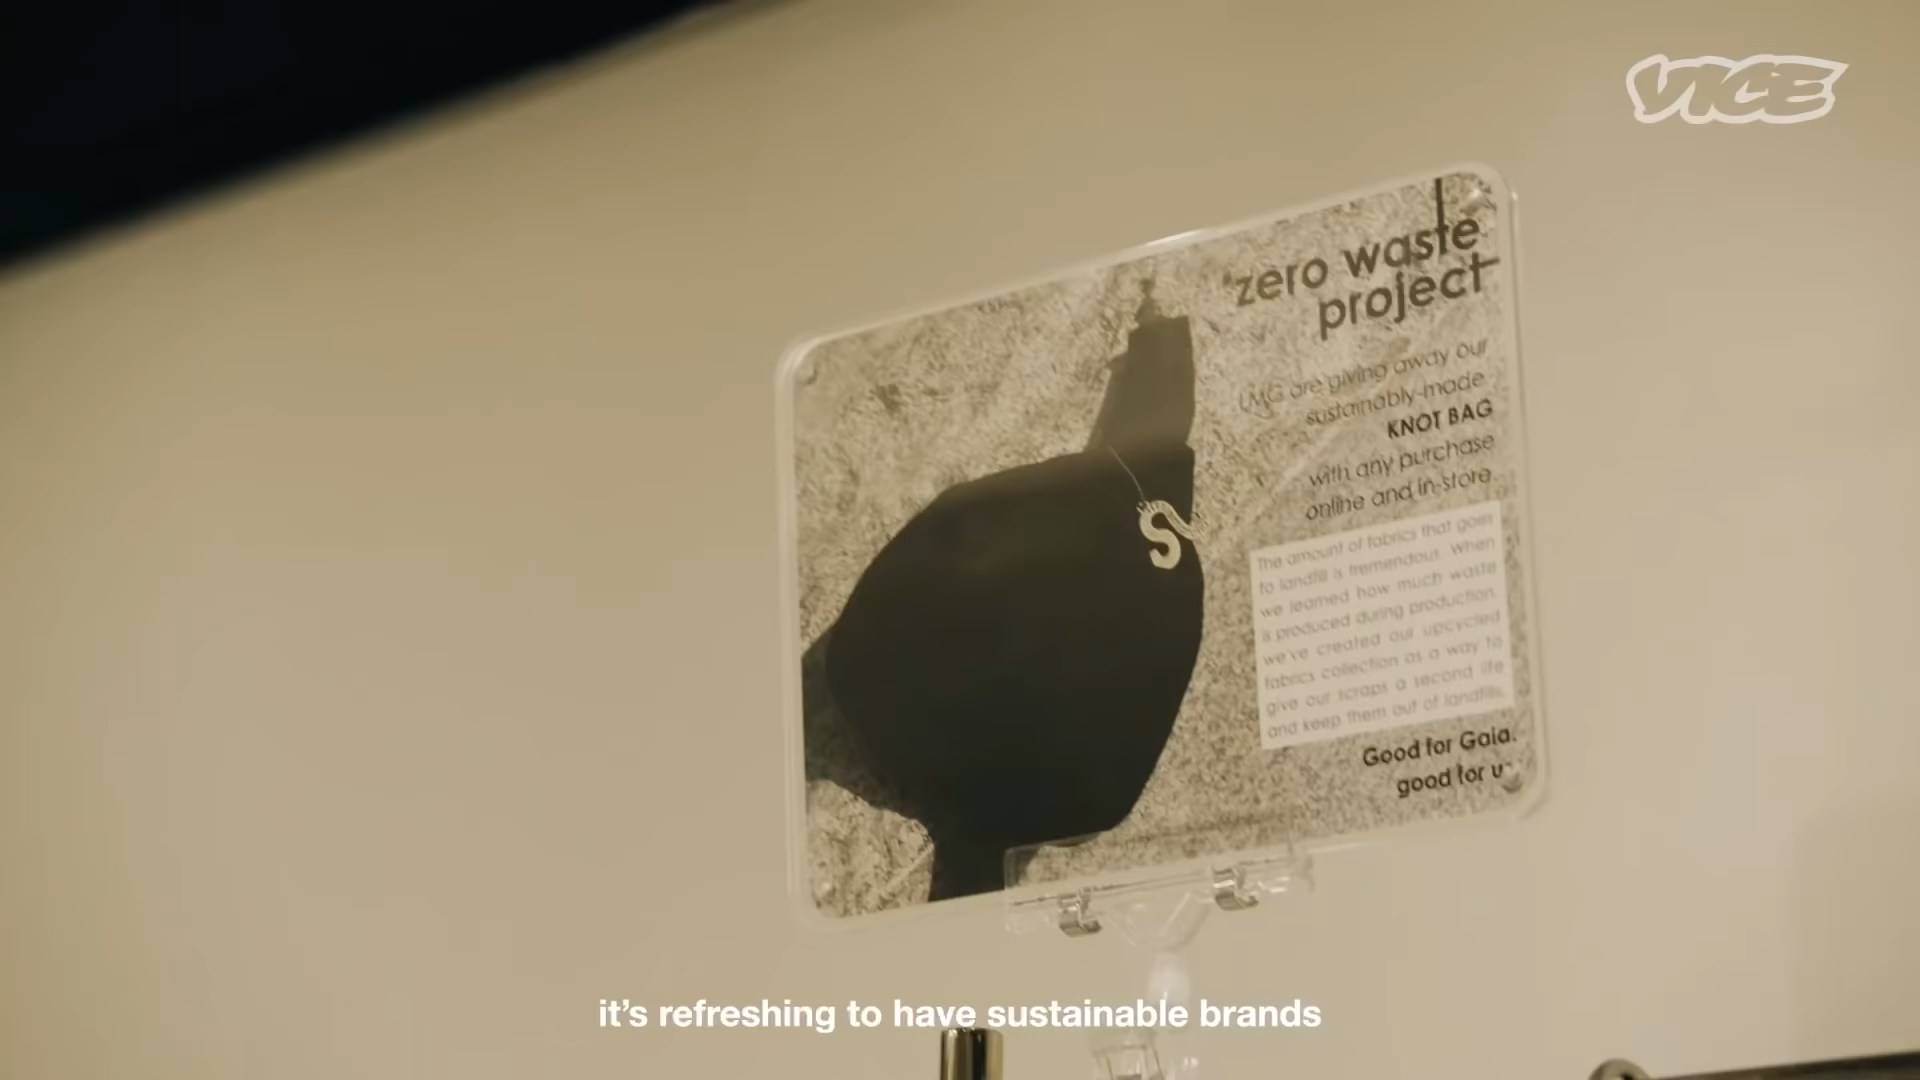 VICE
zero waste
project
LMG are giving away our
sustainably-made
KNOT BAG
with any purchase
online and in-store.
The amount of fabrics that goes
to landfill is tremendous. When
we learned how much waste
is produced during production,
we've created our upcycled
fabrics collection as a way to
give our scraps a second life
and keep them out of landfills.
Good for Gaia.
good for
S
it's refreshing to have sustainable brands